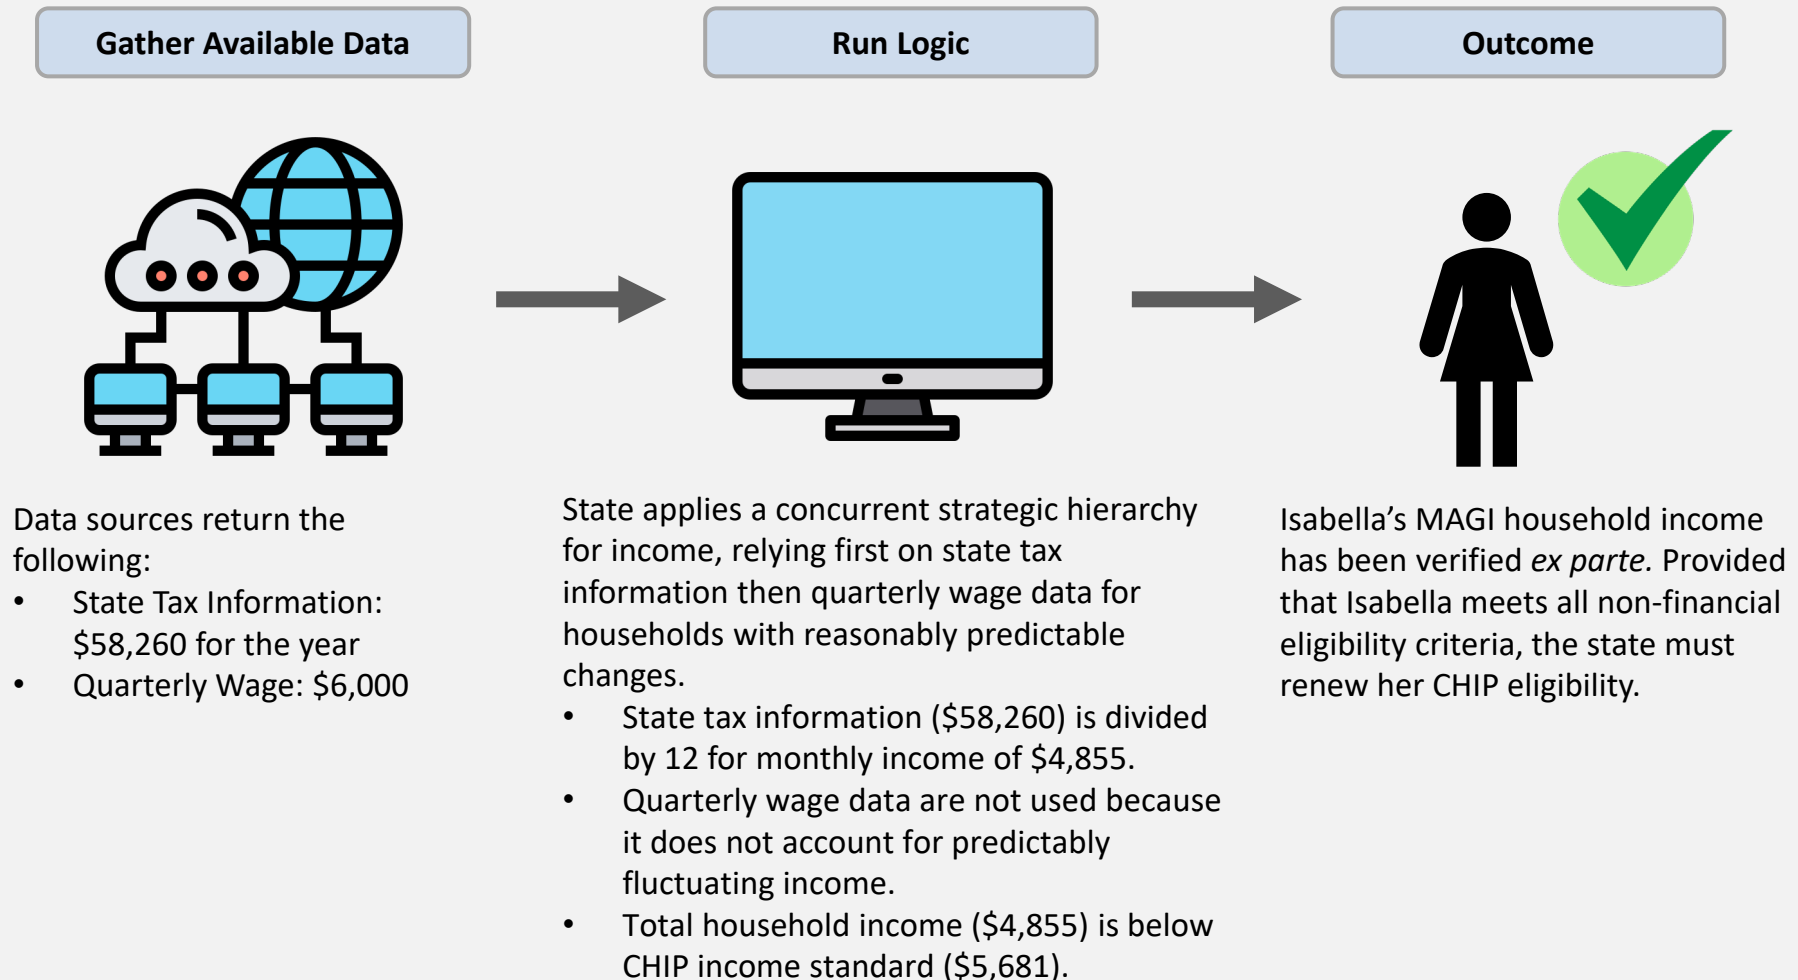 Gather Available Data
Run Logic
Outcome
Data sources return the
following:
• State Tax Information:
$58,260 for the year
• Quarterly Wage: $6,000
State applies a concurrent strategic hierarchy
for income, relying first on state tax
information then quarterly wage data for
households with reasonably predictable
changes.
• State tax information ($58,260) is divided
by 12 for monthly income of $4,855.
• Quarterly wage data are not used because
it does not account for predictably
fluctuating income.
• Total household income ($4,855) is below
CHIP income standard ($5,681).
Isabella’s MAGI household income
has been verified ex parte. Provided
that Isabella meets all non-financial
eligibility criteria, the state must
renew her CHIP eligibility.